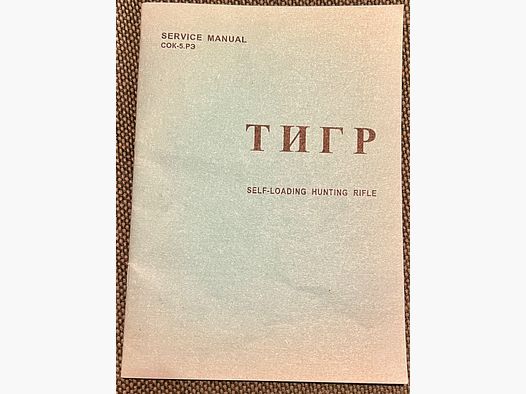 SERVICE MANUAL
СОК-5.РЭ
ТИГР
SELF-LOADING HUNTING RIFLE